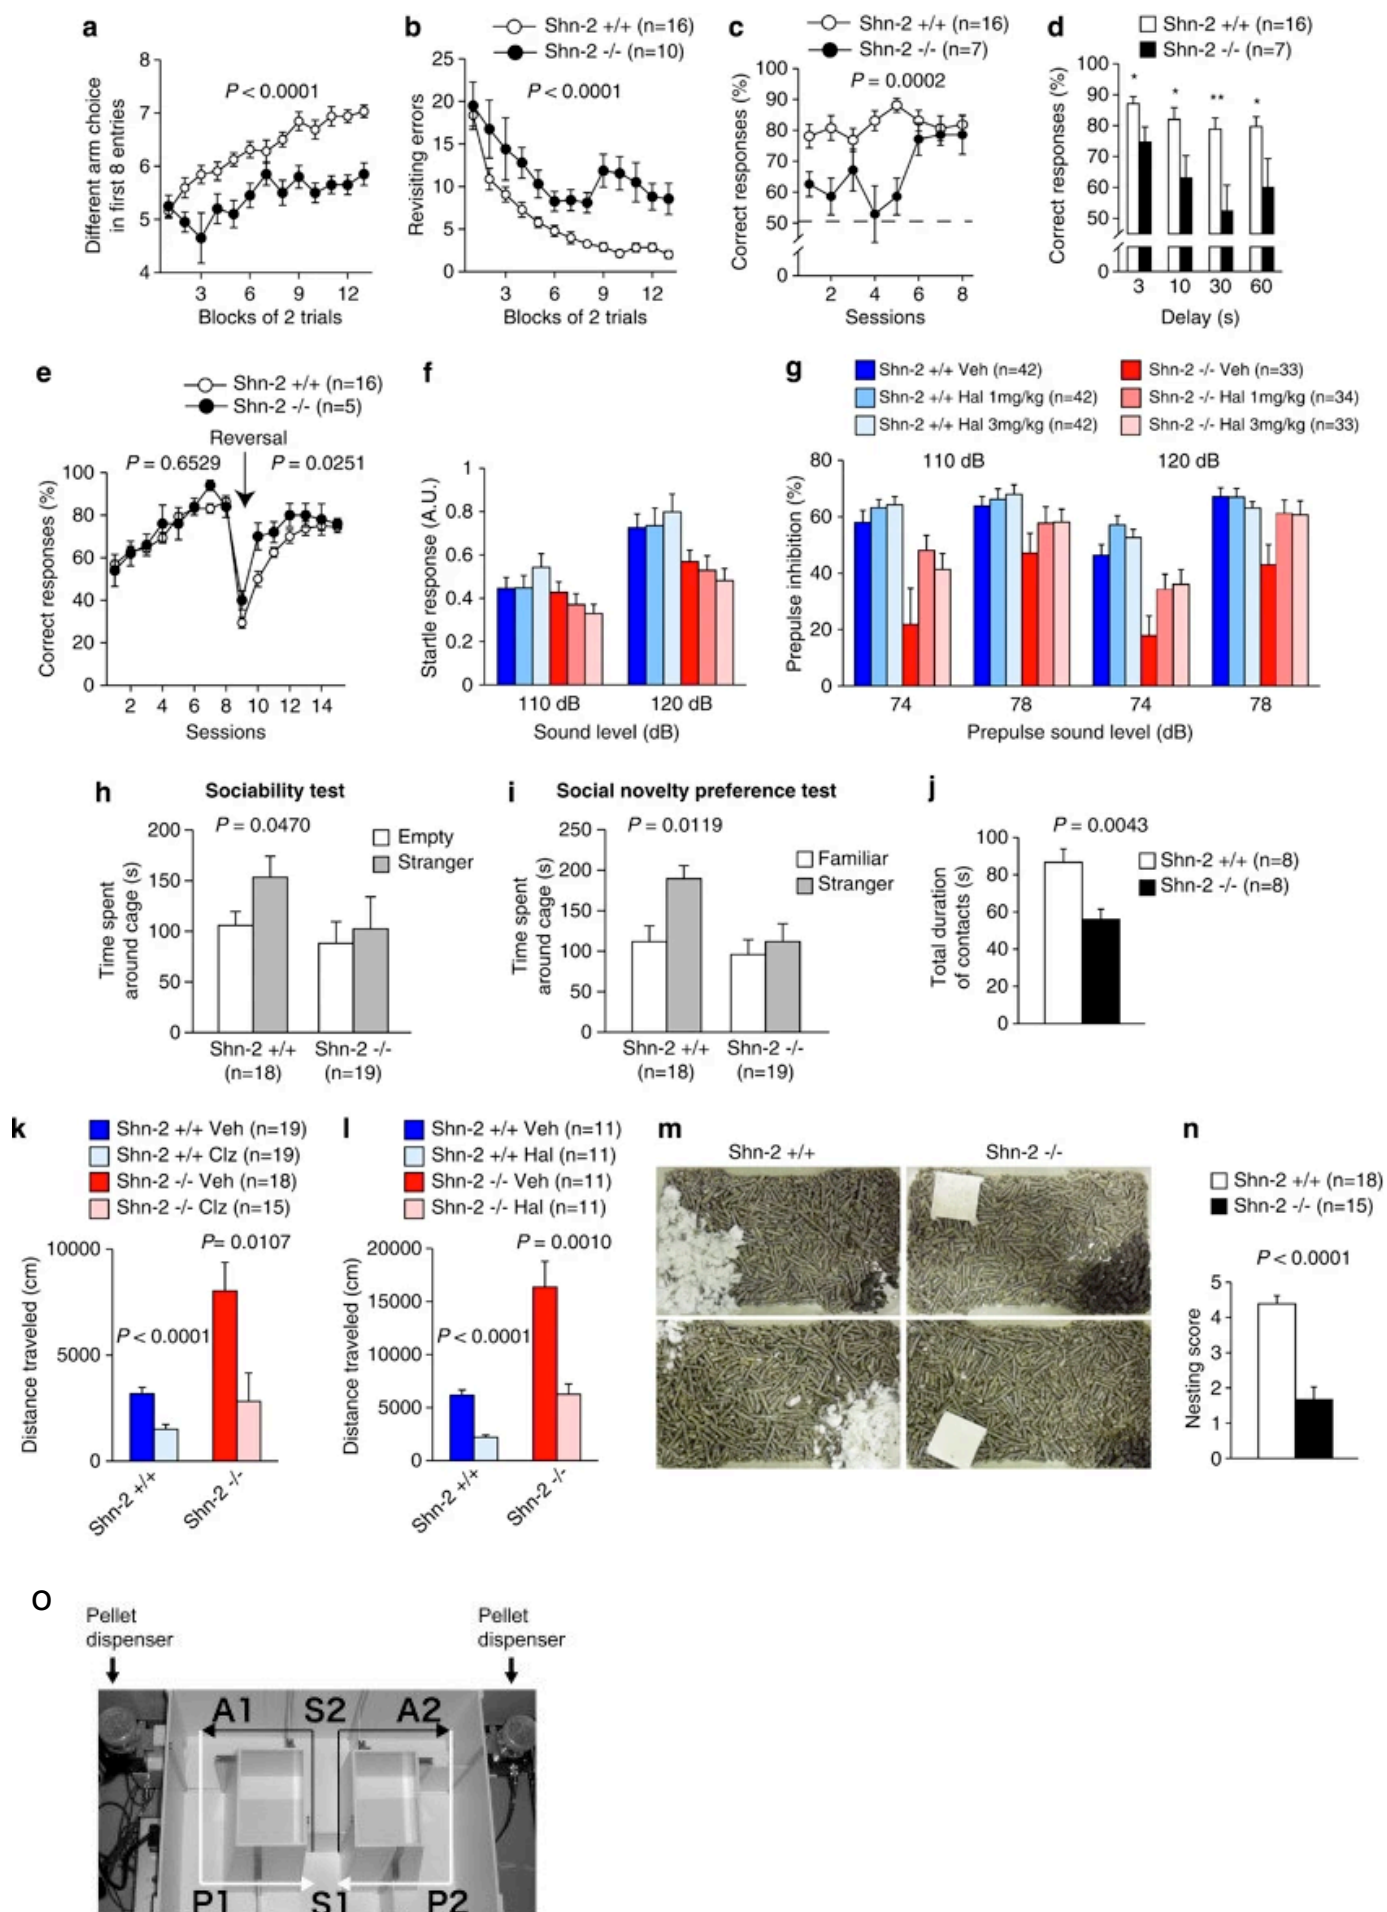 a
8
7
6
5
4
P < 0.0001
Different arm choice
in first 8 entries
3 6 9 12
Blocks of 2 trials
b
Shn-2 +/+ (n=16)
Shn-2 -/- (n=10)
25
20
15
10
5
0
P < 0.0001
Revisiting errors
3 6 9 12
Blocks of 2 trials
c
Shn-2 +/+ (n=16)
Shn-2 -/- (n=7)
100
90
80
70
60
50
0
P = 0.0002
Correct responses (%)
2 4 6 8
Sessions
d
Shn-2 +/+ (n=16)
Shn-2 -/- (n=7)
100
90
80
70
60
50
0
* * ** *
Correct responses (%)
3 10 30 60
Delay (s)
e
Shn-2 +/+ (n=16)
Shn-2 -/- (n=5)
Reversal
P = 0.6529 P = 0.0251
100
80
60
40
20
0
Correct responses (%)
2 4 6 8 10 12 14
Sessions
f
1
0.8
0.6
0.4
0.2
0
Startle response (A.U.)
110 dB 120 dB
Sound level (dB)
g
Shn-2 +/+ Veh (n=42)
Shn-2 +/+ Hal 1mg/kg (n=42)
Shn-2 +/+ Hal 3mg/kg (n=42)
Shn-2 -/- Veh (n=33)
Shn-2 -/- Hal 1mg/kg (n=34)
Shn-2 -/- Hal 3mg/kg (n=33)
110 dB 120 dB
80
60
40
20
0
Prepulse inhibition (%)
74 78 74 78
Prepulse sound level (dB)
h
Sociability test
P = 0.0470
Empty
Stranger
200
150
100
50
0
Time spent
around cage (s)
Shn-2 +/+ Shn-2 -/-
(n=18) (n=19)
i
Social novelty preference test
P = 0.0119
Familiar
Stranger
250
200
150
100
50
0
Time spent
around cage (s)
Shn-2 +/+ Shn-2 -/-
(n=18) (n=19)
j
P = 0.0043
Shn-2 +/+ (n=8)
Shn-2 -/- (n=8)
100
80
60
40
20
0
Total duration
of contacts (s)
k
Shn-2 +/+ Veh (n=19)
Shn-2 +/+ Clz (n=19)
Shn-2 -/- Veh (n=18)
Shn-2 -/- Clz (n=15)
P= 0.0107
P < 0.0001
10000
5000
0
Distance traveled (cm)
Shn-2 +/+ Shn-2 -/-
l
Shn-2 +/+ Veh (n=11)
Shn-2 +/+ Hal (n=11)
Shn-2 -/- Veh (n=11)
Shn-2 -/- Hal (n=11)
P = 0.0010
P < 0.0001
20000
15000
10000
5000
0
Distance traveled (cm)
Shn-2 +/+ Shn-2 -/-
m
Shn-2 +/+ Shn-2 -/-
n
Shn-2 +/+ (n=18)
Shn-2 -/- (n=15)
P < 0.0001
5
4
3
2
1
0
Nesting score
o
Pellet
dispenser
Pellet
dispenser
A1 S2 A2
P1 S1 P2